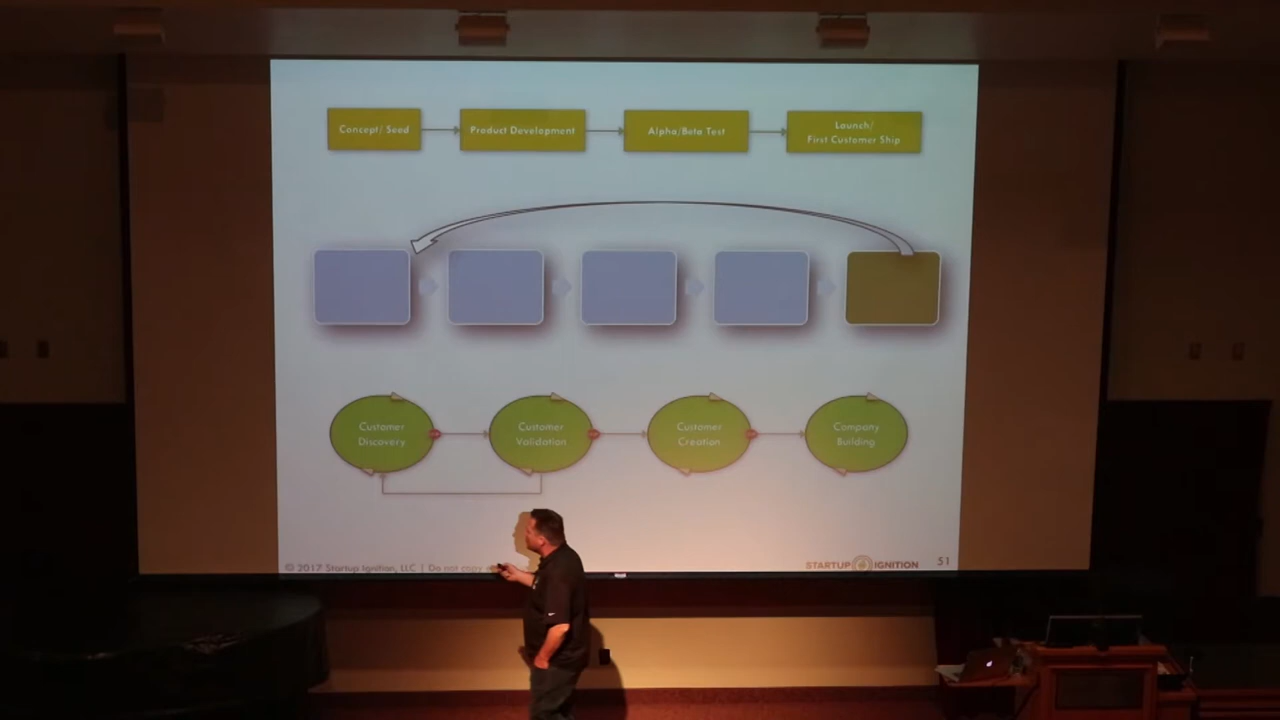 Concept/ Seed
Product Development
Alpha/Beta Test
Launch/
First Customer Ship
Customer
Discovery
Customer
Validation
Customer
Creation
Company
Building
© 2017 Startup Ignition, LLC | Do not copy
STARTUP IGNITION
51